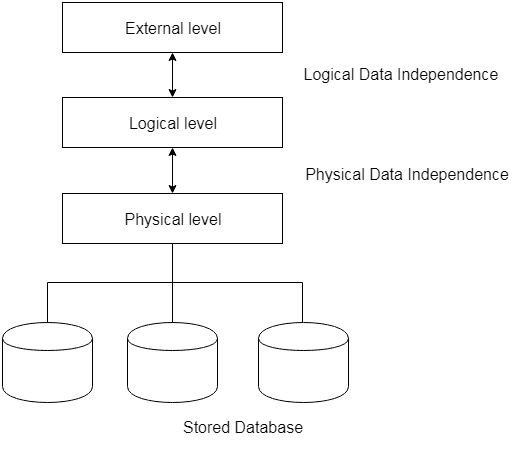 External level
Logical Data Independence
Logical level
Physical Data Independence
Physical level
Stored Database